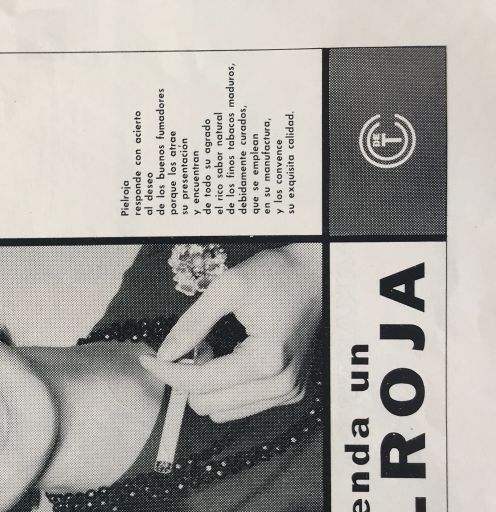 Pielroja
responde con acierto
al deseo
de los buenos fumadores
porque los atrae
su presentación
y encuentran
de todo su agrado
el rico sabor natural
de los finos tabacos maduros,
debidamente curados,
que se emplean
en su manufactura,
y los convence
su exquisita calidad.
C DE T
enda un
LROJA